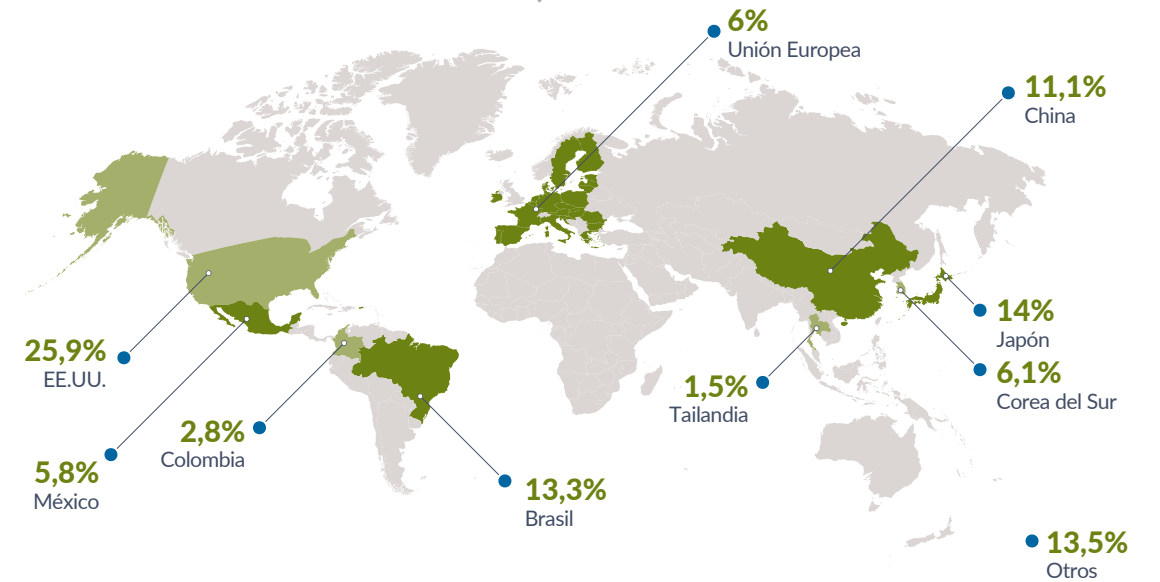 6%
Unión Europea
11,1%
China
14%
Japón
6,1%
Corea del Sur
1,5%
Tailandia
25,9%
EE.UU.
2,8%
Colombia
5,8%
México
13,3%
Brasil
13,5%
Otros